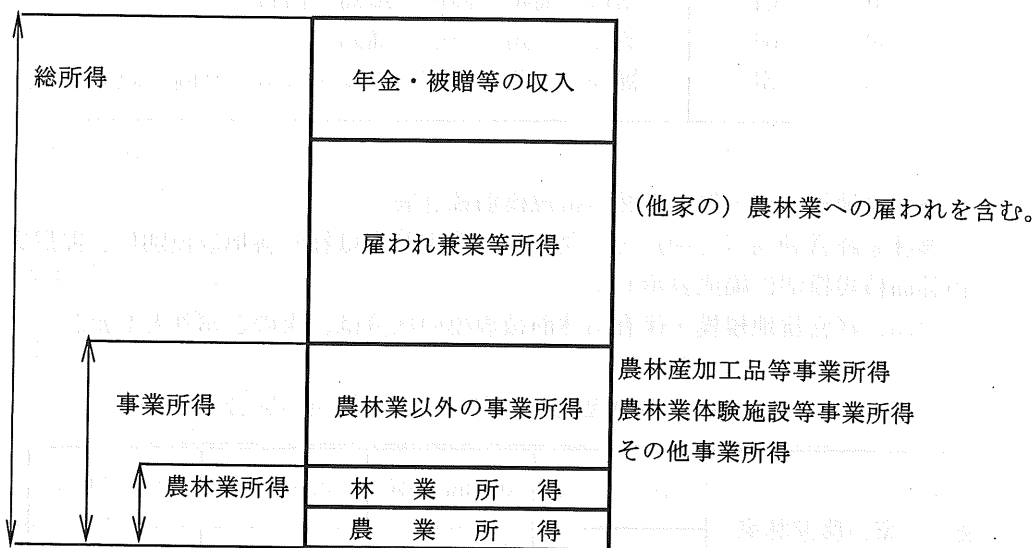 総所得
年金・被贈等の収入
(他家の) 農林業への雇われを含む。
雇われ兼業等所得
農林産加工品等事業所得
事業所得
農林業以外の事業所得
農林業体験施設等事業所得
その他事業所得
農林業所得
林業所得
農業所得